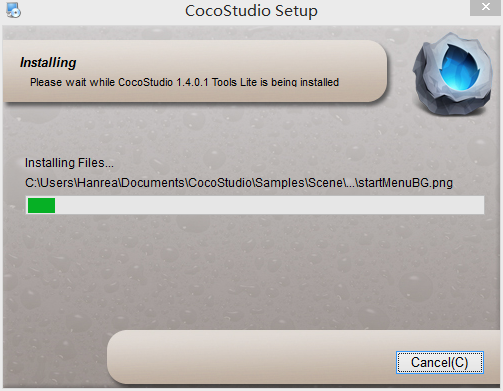 CocoStudio Setup
Installing
Please wait while CocoStudio 1.4.0.1 Tools Lite is being installed
Installing Files...
C:\Users\Hanrea\Documents\CocoStudio\Samples\Scene\...\startMenuBG.png
Cancel(C)